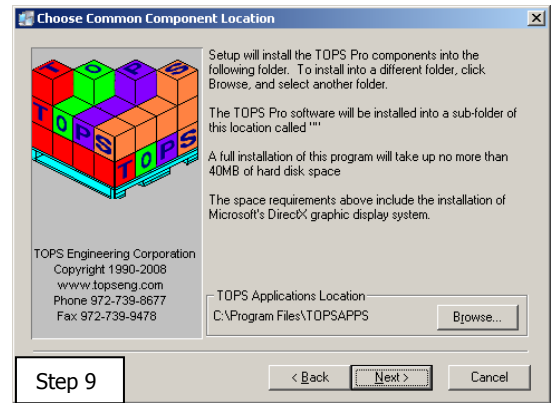 Choose Common Component Location
Setup will install the TOPS Pro components into the
following folder. To install into a different folder, click
Browse, and select another folder.
The TOPS Pro software will be installed into a sub-folder of
this location called ""
A full installation of this program will take up no more than
40MB of hard disk space
The space requirements above include the installation of
Microsoft's DirectX graphic display system.
T O P S
T O P S T O P S
TOPS Engineering Corporation
Copyright 1990-2008
www.topseng.com
Phone 972-739-8677
Fax 972-739-9478
TOPS Applications Location
C:\Program Files\TOPSAPPS
Browse...
Step 9
< Back
Next >
Cancel